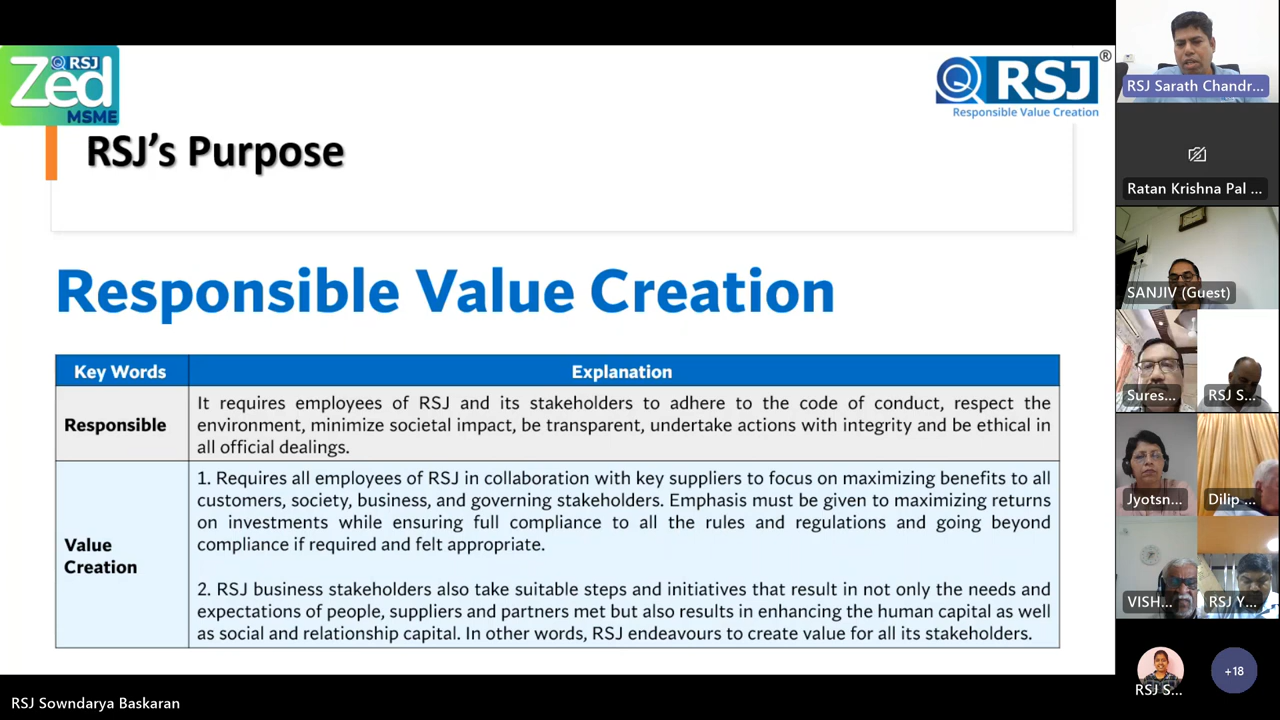 RSJ
Zed
MSME
RSJ
®
Responsible Value Creation
RSJ's Purpose
Responsible Value Creation
Key Words
Explanation
Responsible
It requires employees of RSJ and its stakeholders to adhere to the code of conduct, respect the
environment, minimize societal impact, be transparent, undertake actions with integrity and be ethical in
all official dealings.
Value
Creation
1. Requires all employees of RSJ in collaboration with key suppliers to focus on maximizing benefits to all
customers, society, business, and governing stakeholders. Emphasis must be given to maximizing returns
on investments while ensuring full compliance to all the rules and regulations and going beyond
compliance if required and felt appropriate.
2. RSJ business stakeholders also take suitable steps and initiatives that result in not only the needs and
expectations of people, suppliers and partners met but also results in enhancing the human capital as well
as social and relationship capital. In other words, RSJ endeavours to create value for all its stakeholders.
RSJ Sarath Chandr...
Ratan Krishna Pal ...
SANJIV (Guest)
Sures...
RSJ S...
Jyotsn...
Dilip ...
VISH...
RSJ Y...
RSJ S...
+18
RSJ Sowndarya Baskaran